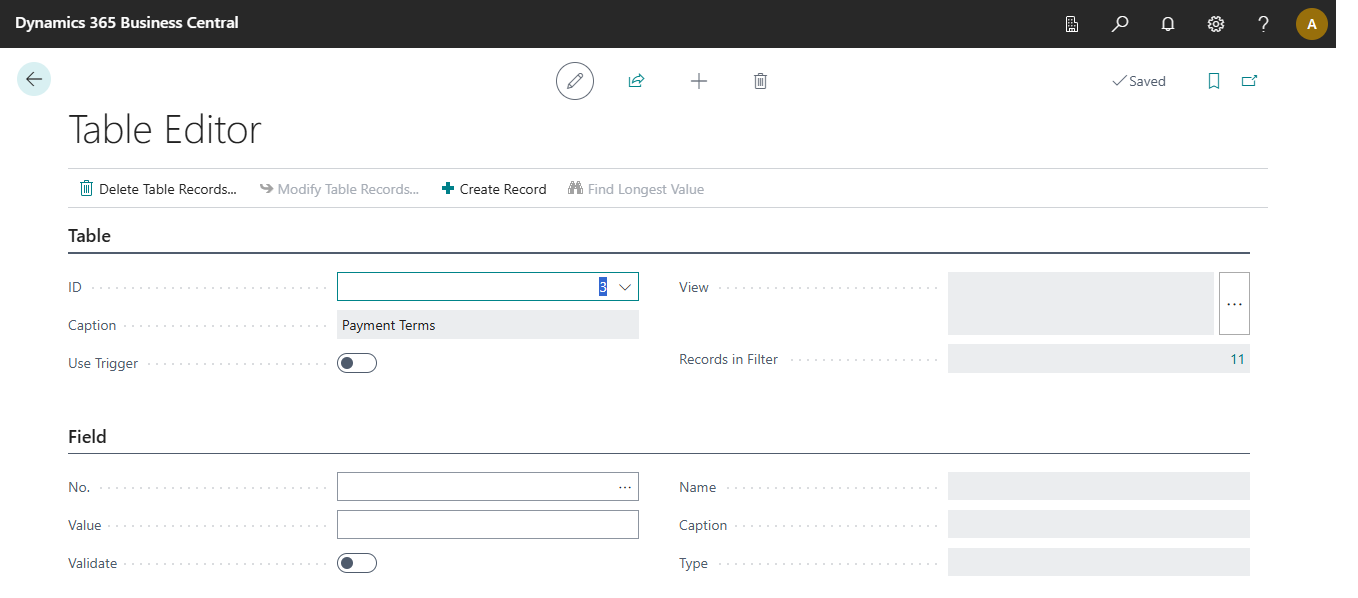 Dynamics 365 Business Central
A
Saved
Table Editor
Delete Table Records... Modify Table Records... Create Record Find Longest Value
Table
ID 3 View
Caption Payment Terms
Use Trigger Records in Filter 11
Field
No. Name
Value Caption
Validate Type